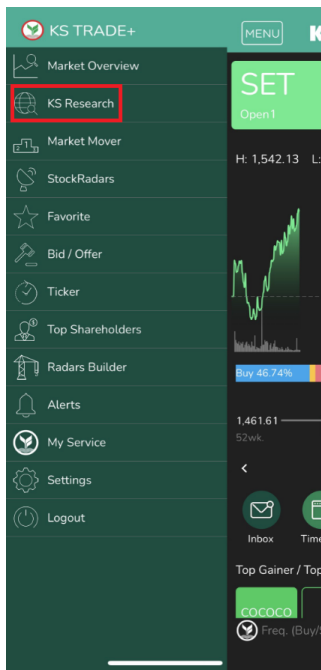 KS TRADE+
Market Overview
KS Research
Market Mover
StockRadars
Favorite
Bid / Offer
Ticker
Top Shareholders
Radars Builder
Alerts
My Service
Settings
Logout
MENU
SET
Open1
H: 1,542.13 L:
Buy 46.74%
1,461.61
52wk.
Inbox
Top Gainer / Top
COCOCO
Freq. (Buy/